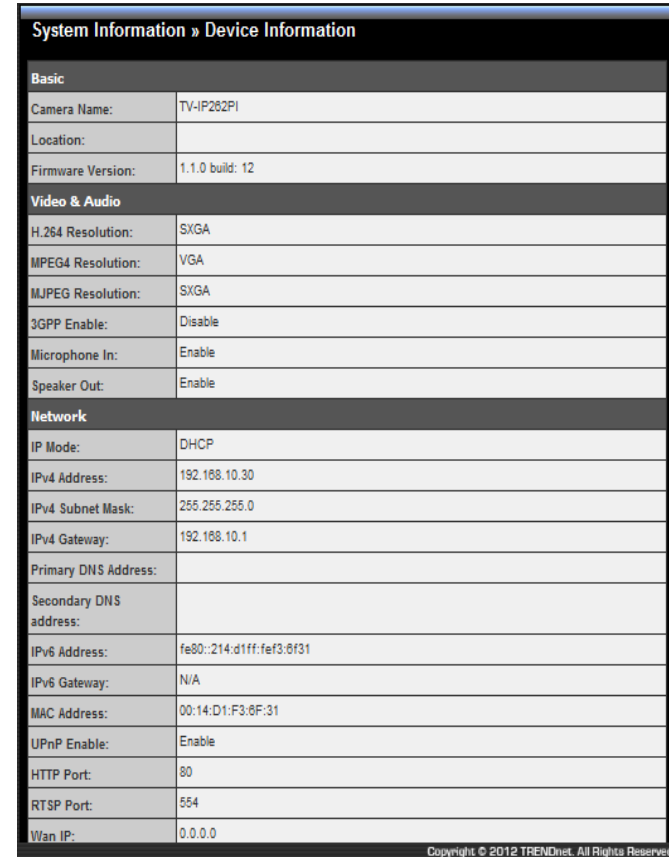 System Information » Device Information
Basic
Camera Name: TV-IP262PI
Location:
Firmware Version: 1.1.0 build: 12
Video & Audio
H.264 Resolution: SXGA
MPEG4 Resolution: VGA
MJPEG Resolution: SXGA
3GPP Enable: Disable
Microphone In: Enable
Speaker Out: Enable
Network
IP Mode: DHCP
IPv4 Address: 192.168.10.30
IPv4 Subnet Mask: 255.255.255.0
IPv4 Gateway: 192.168.10.1
Primary DNS Address:
Secondary DNS
address:
IPv6 Address: fe80::214:d1ff:fef3:6f31
IPv6 Gateway: N/A
MAC Address: 00:14:D1:F3:6F:31
UPnP Enable: Enable
HTTP Port: 80
RTSP Port: 554
Wan IP: 0.0.0.0
Copyright © 2012 TRENDnet. All Rights Reserve